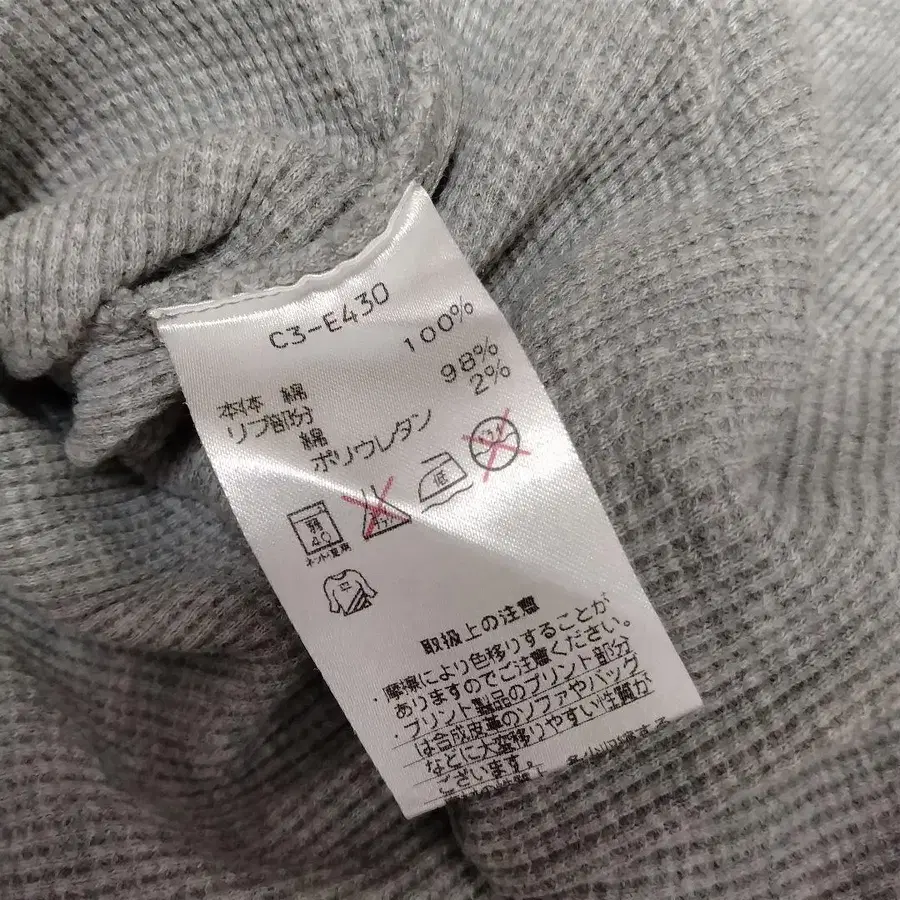 C3-E430
100%
本体 綿
98%
リブ部分
2%
綿
ポリウレタン
低
弱
40
ネット使用
取扱上の注意
・摩擦により色移りすることが
ありますのでご注意ください。
・プリント製品のプリント部分
は合成皮革のソファやバッグ
などに大変移りやすい性質が
ございます。